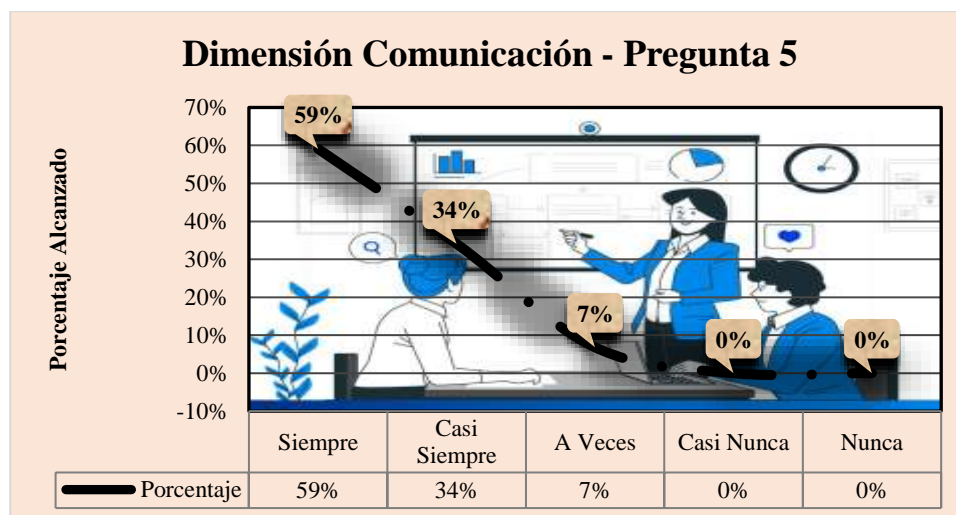 Dimensión Comunicación - Pregunta 5
Porcentaje Alcanzado
70%
60%
50%
40%
30%
20%
10%
0%
-10%
59%
34%
7%
0%
0%
Siempre
Casi
Siempre
A Veces
Casi Nunca
Nunca
Porcentaje 59% 34% 7% 0% 0%